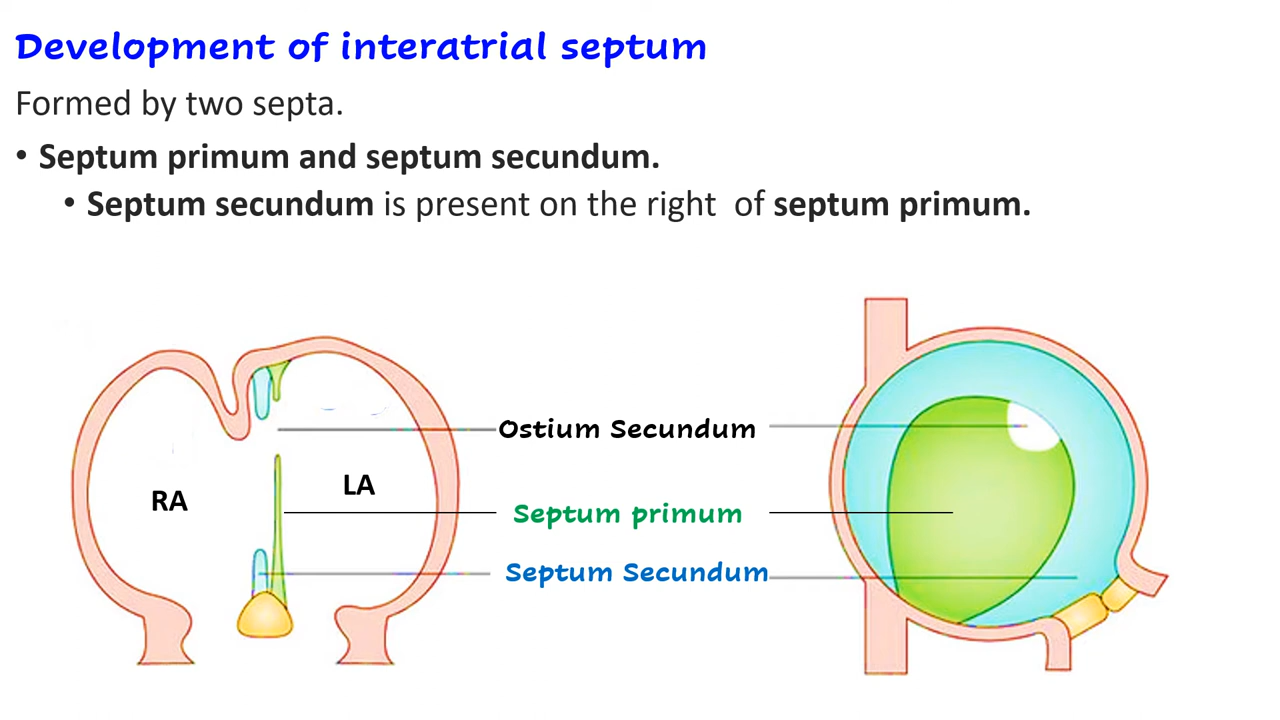 Development of interatrial septum
Formed by two septa.
• Septum primum and septum secundum.
• Septum secundum is present on the right  of septum primum.
Ostium Secundum
LA
RA
Septum primum
Septum Secundum